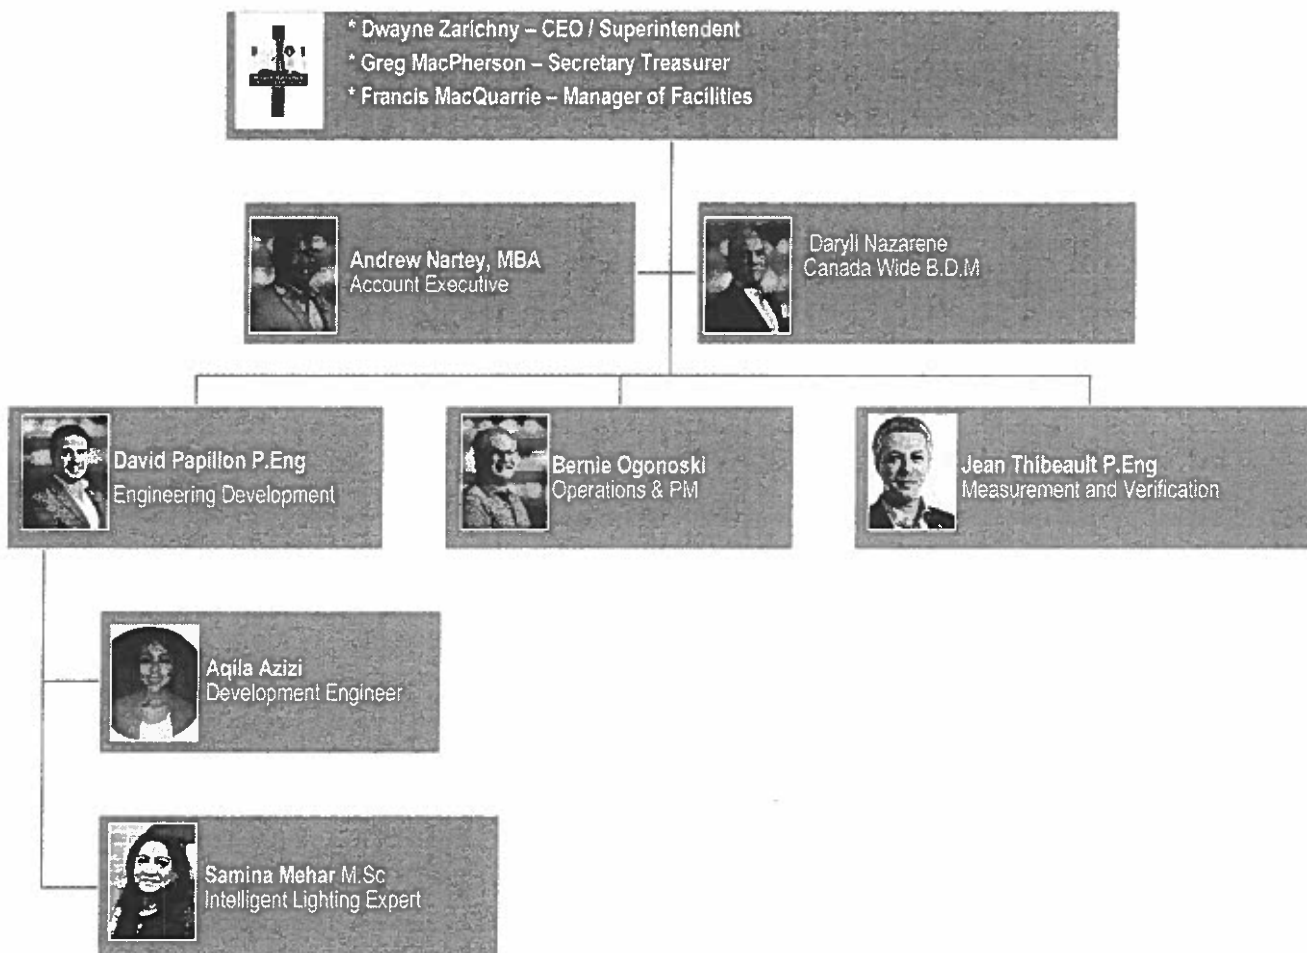 * Dwayne Zarichny – CEO / Superintendent
* Greg MacPherson – Secretary Treasurer
* Francis MacQuarrie – Manager of Facilities
Andrew Nartey, MBA
Account Executive
Daryll Nazarene
Canada Wide B.D.M
David Papillon P.Eng
Engineering Development
Bernie Ogonoski
Operations & PM
Jean Thibeault P.Eng
Measurement and Verification
Aqila Azizi
Development Engineer
Samina Mehar M.Sc
Intelligent Lighting Expert